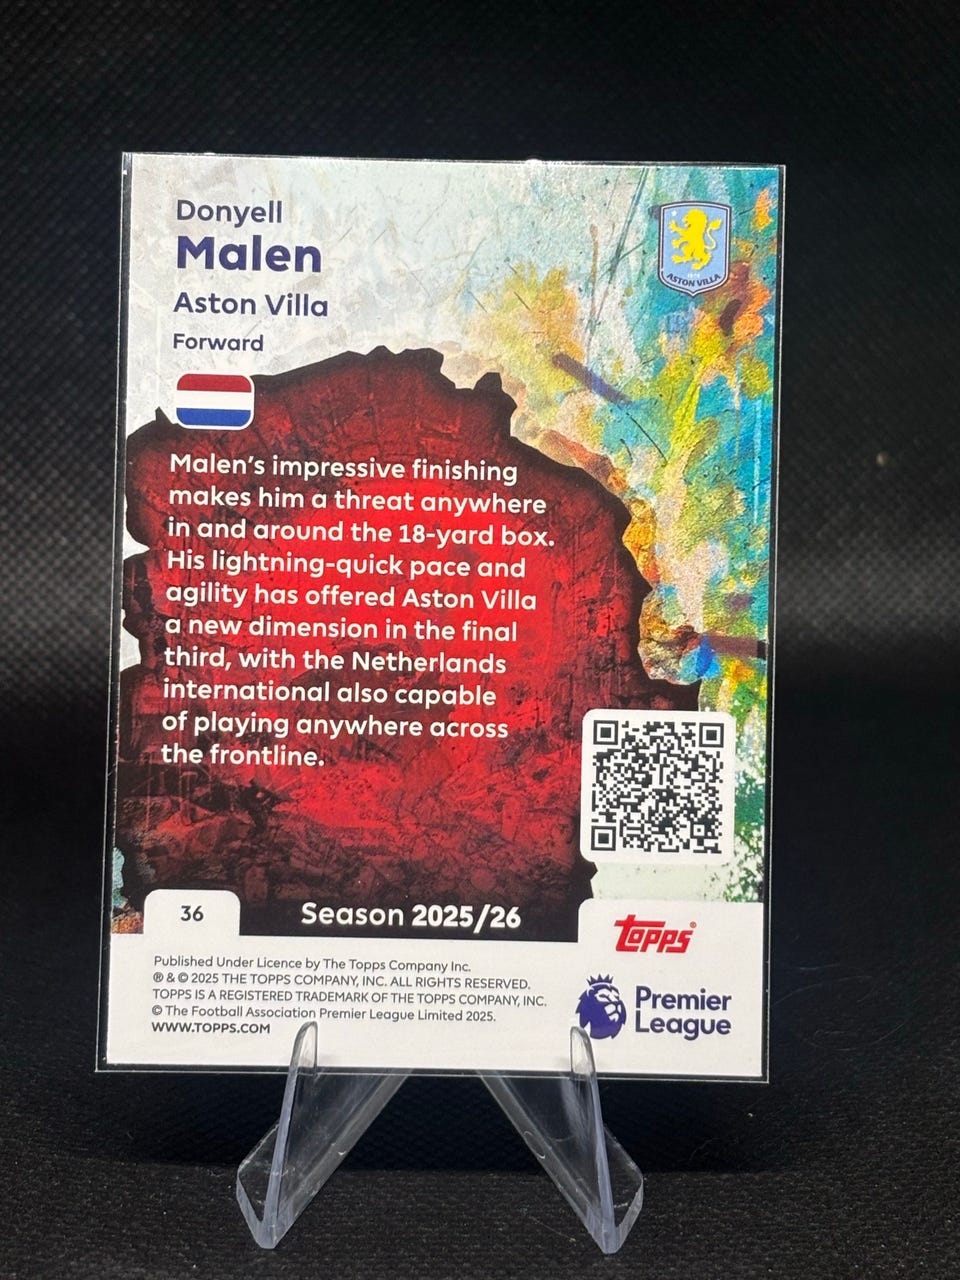 Donyell
Malen
Aston Villa
Forward
ASTON VILLA
Malen's impressive finishing
makes him a threat anywhere
in and around the 18-yard box.
His lightning-quick pace and
agility has offered Aston Villa
a new dimension in the final
third, with the Netherlands
international also capable
of playing anywhere across
the frontline.
36
Season 2025/26
topps®
Published Under Licence by The Topps Company Inc.
® & © 2025 THE TOPPS COMPANY, INC. ALL RIGHTS RESERVED.
TOPPS IS A REGISTERED TRADEMARK OF THE TOPPS COMPANY, INC.
© The Football Association Premier League Limited 2025.
WWW.TOPPS.COM
Premier
League